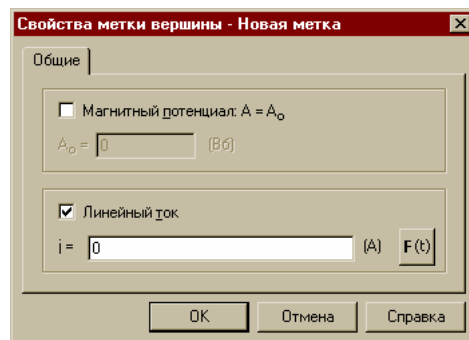 Свойства метки вершины - Новая метка
Общие
Магнитный потенциал: A = Ao
Ao = 0 (Вб)
Линейный ток
j = 0 (А) F(t)
OK Отмена Справка